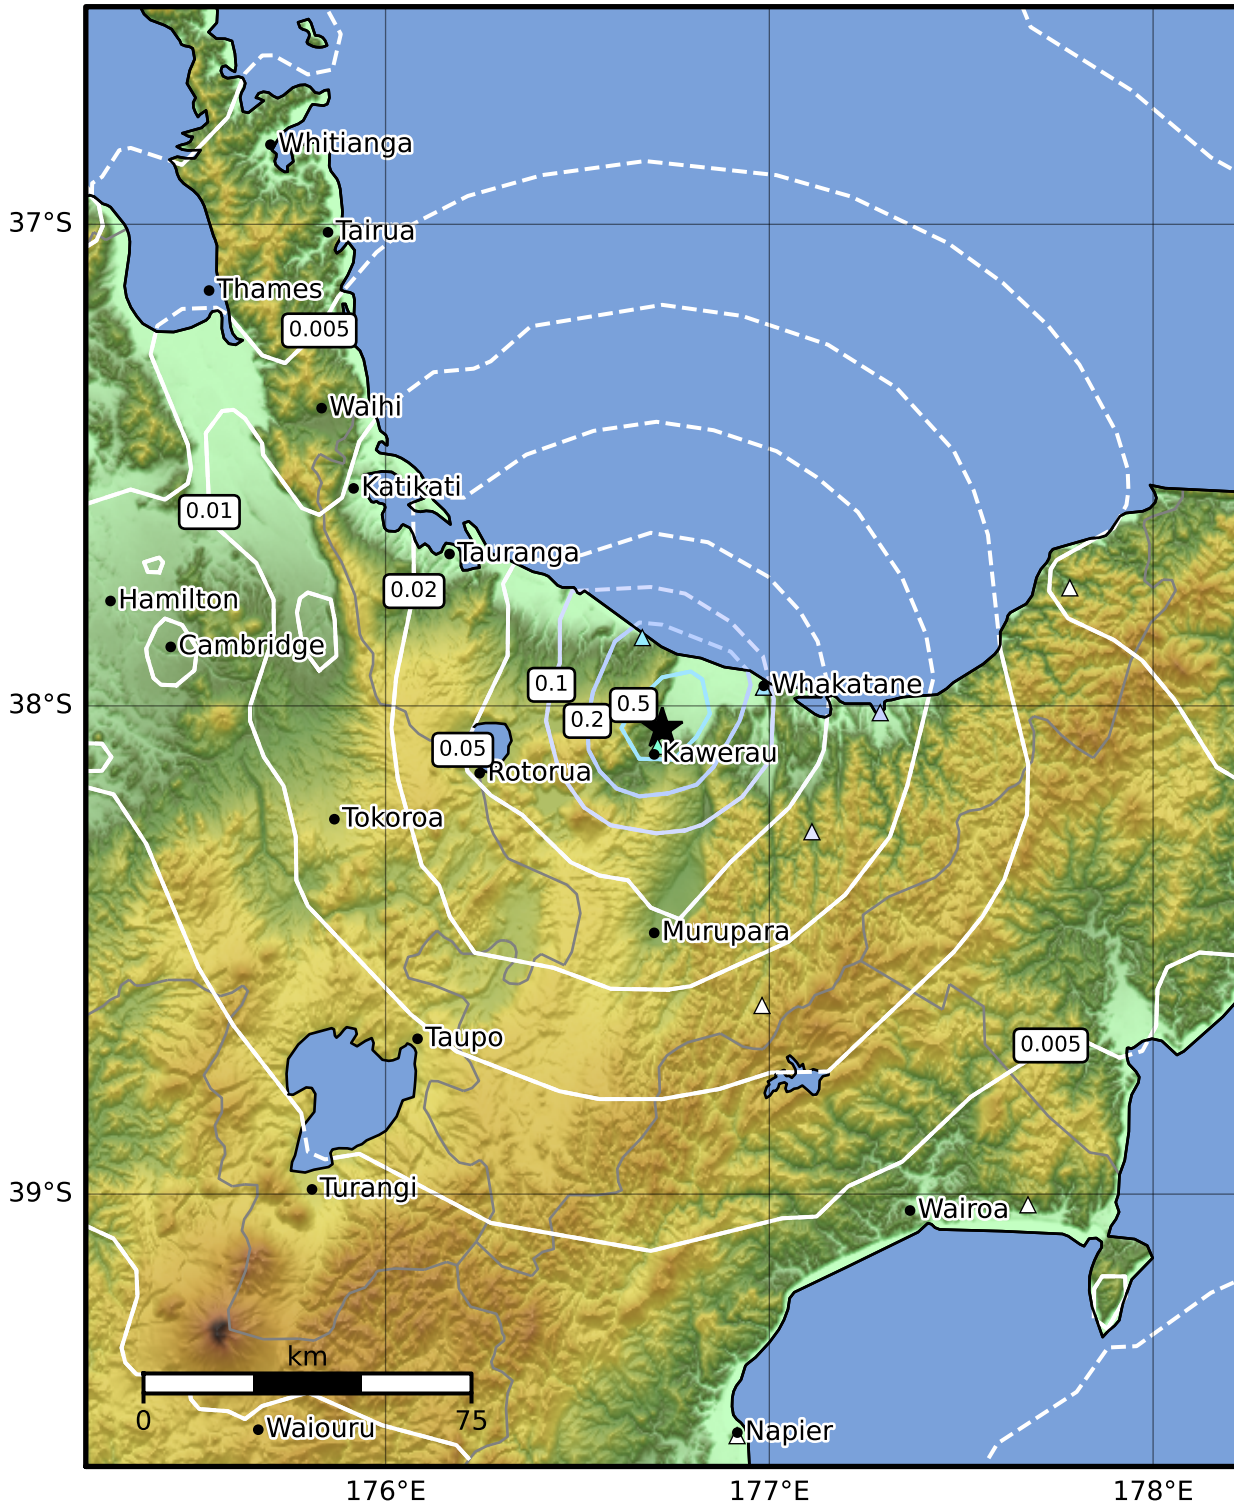 Whitianga
37°S
Tairua
Thames
0.005
Waihi
Katikati
0.01
Tauranga
0.02
Hamilton
Cambridge
0.1
Whakatane
38°S
0.5
0.2
0.05
Kawerau
Rotorua
Tokoroa
Murupara
Taupo
0.005
Turangi
39°S
Wairoa
km
0
75
Waiouru
Napier
176°E
177°E
178°E